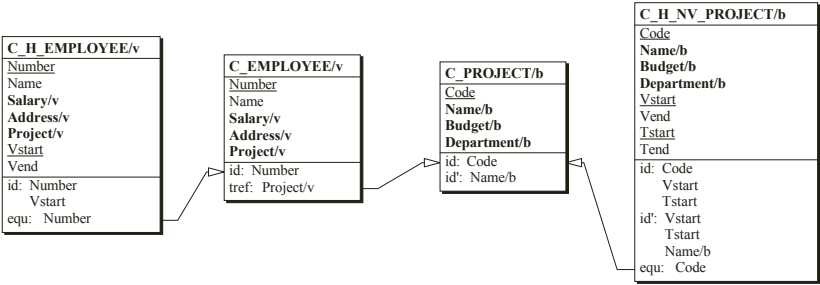 C_H_EMPLOYEE/v
Number
Name
Salary/v
Address/v
Project/v
Vstart
Vend
id: Number
Vstart
equ: Number
C_EMPLOYEE/v
Number
Name
Salary/v
Address/v
Project/v
id: Number
tref: Project/v
C_PROJECT/b
Code
Name/b
Budget/b
Department/b
id: Code
id': Name/b
C_H_NV_PROJECT/b
Code
Name/b
Budget/b
Department/b
Vstart
Vend
Tstart
Tend
id: Code
Vstart
Tstart
id': Vstart
Tstart
Name/b
equ: Code